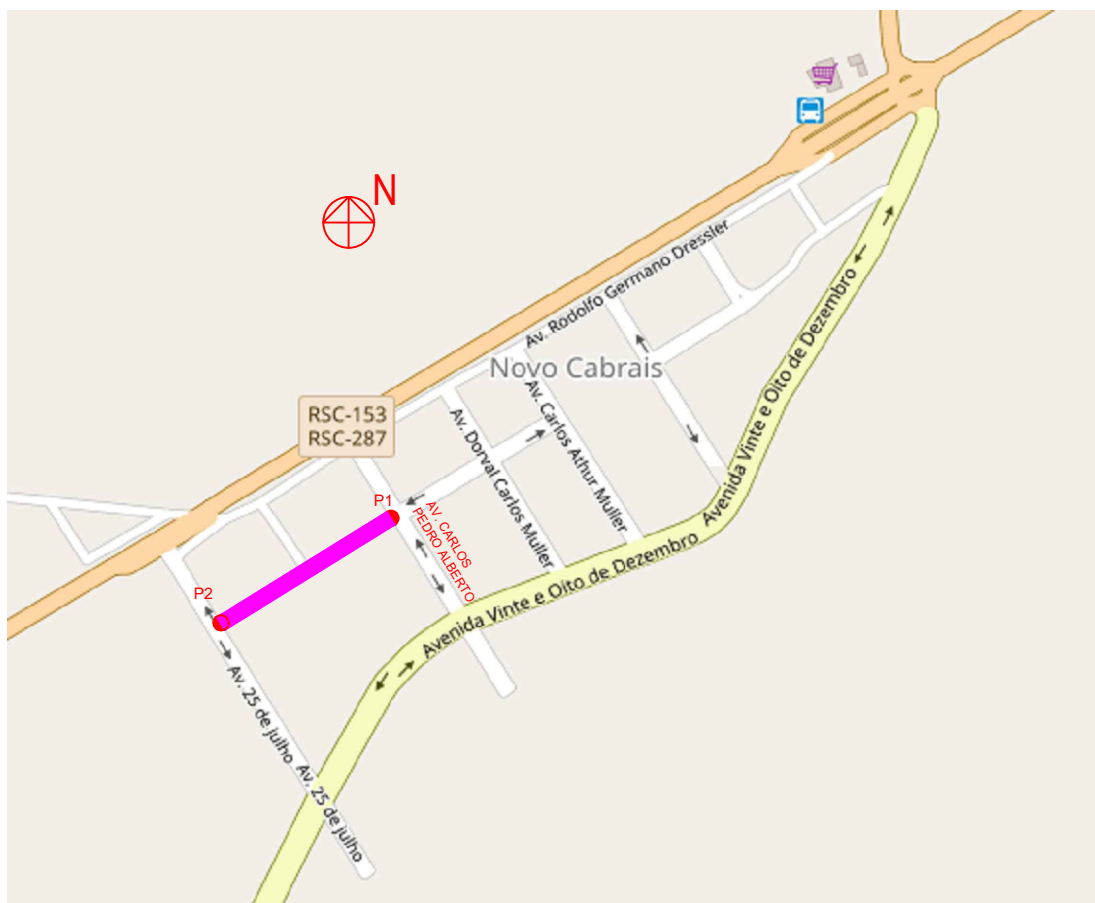 N
Av. Rodolfo Germano Dressler
Novo Cabrais
RSC-153
RSC-287
Av. Carlos Athur Muller
Av. Dorval Carlos Muller
Avenida Vinte e Oito de Dezembro
P1
AV. CARLOS
PEDRO ALBERTO
Avenida Vinte e Oito de Dezembro
P2
Av. 25 de julho
Av. 25 de julho